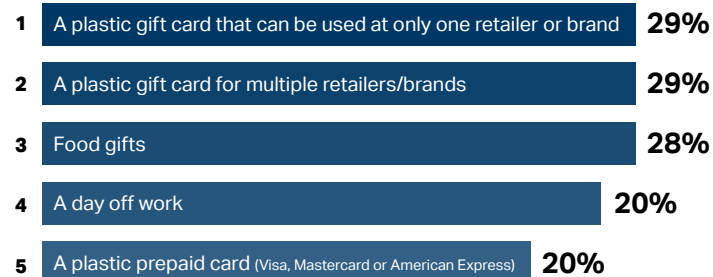 1 A plastic gift card that can be used at only one retailer or brand 29%
2 A plastic gift card for multiple retailers/brands 29%
3 Food gifts 28%
4 A day off work 20%
5 A plastic prepaid card (Visa, Mastercard or American Express) 20%